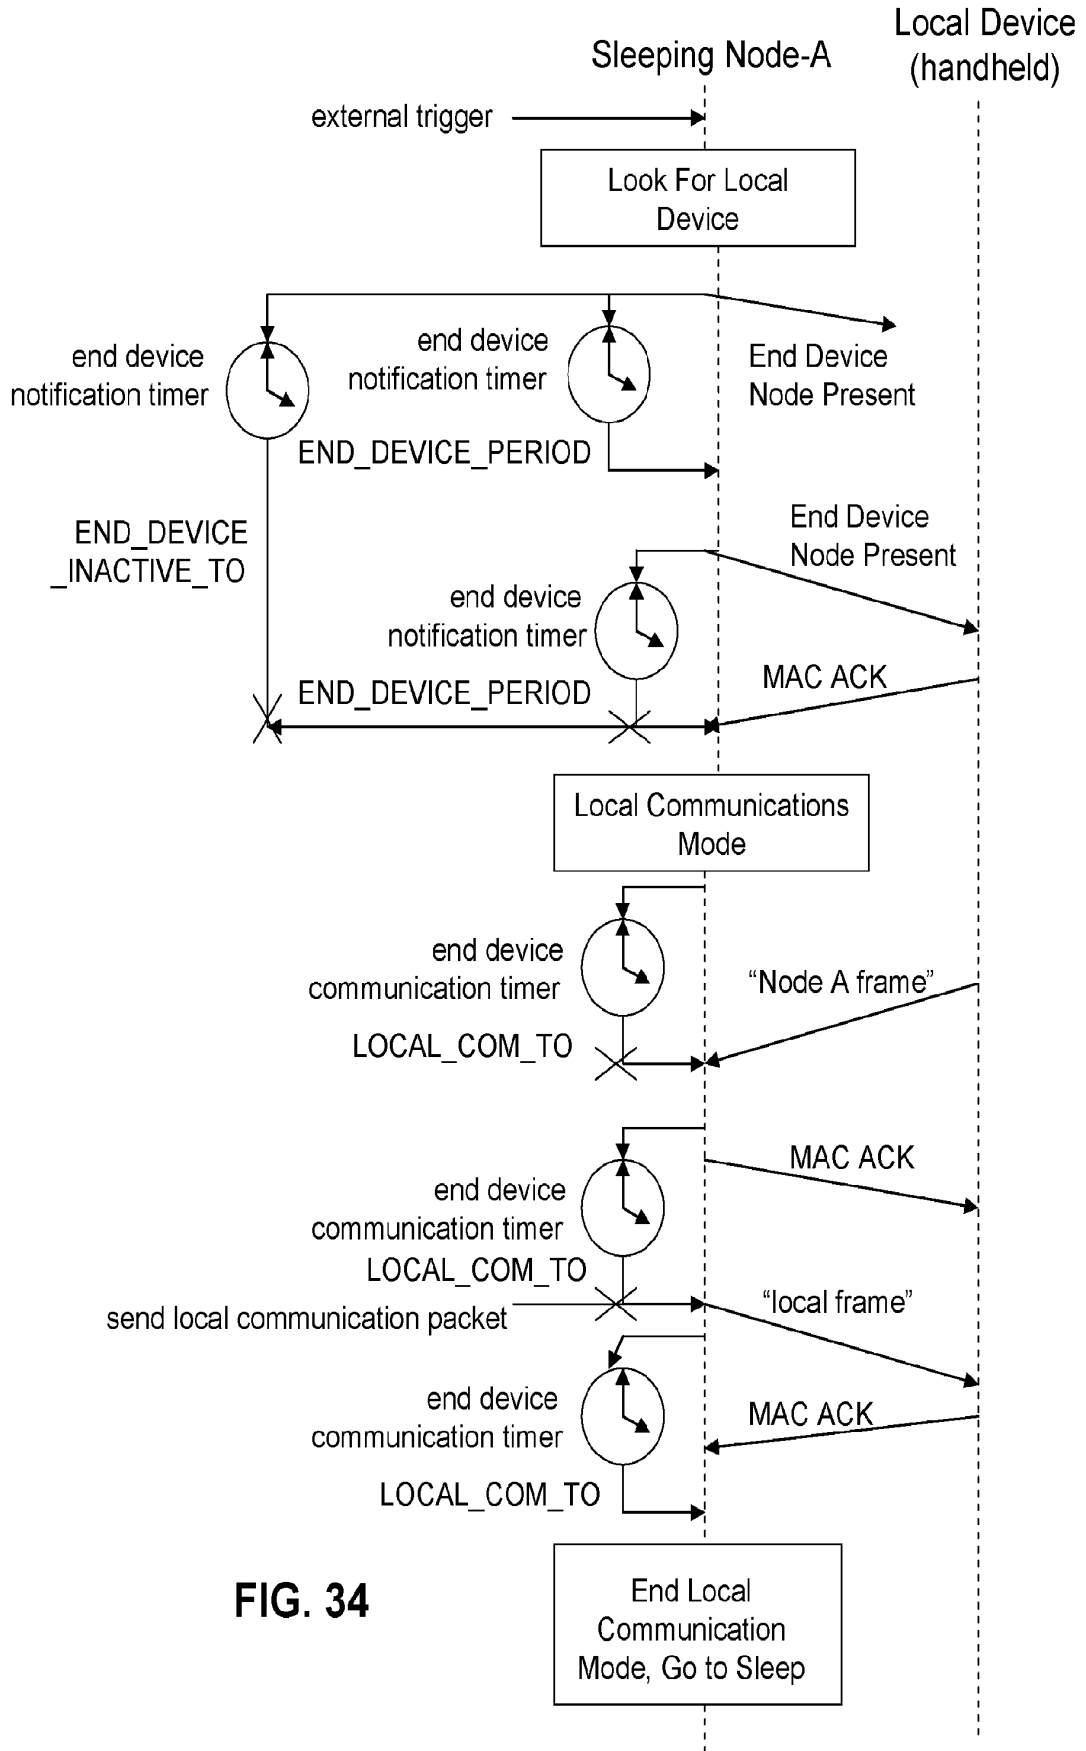 Local Device
(handheld)
Sleeping Node-A
external trigger
Look For Local
Device
end device
notification timer
end device
notification timer
End Device
Node Present
END_DEVICE_PERIOD
END_DEVICE
_INACTIVE_TO
End Device
Node Present
end device
notification timer
MAC ACK
END_DEVICE_PERIOD
Local Communications
Mode
end device
communication timer
"Node A frame"
LOCAL_COM_TO
MAC ACK
end device
communication timer
LOCAL_COM_TO
send local communication packet
"local frame"
end device
communication timer
MAC ACK
LOCAL_COM_TO
FIG. 34
End Local
Communication
Mode, Go to Sleep